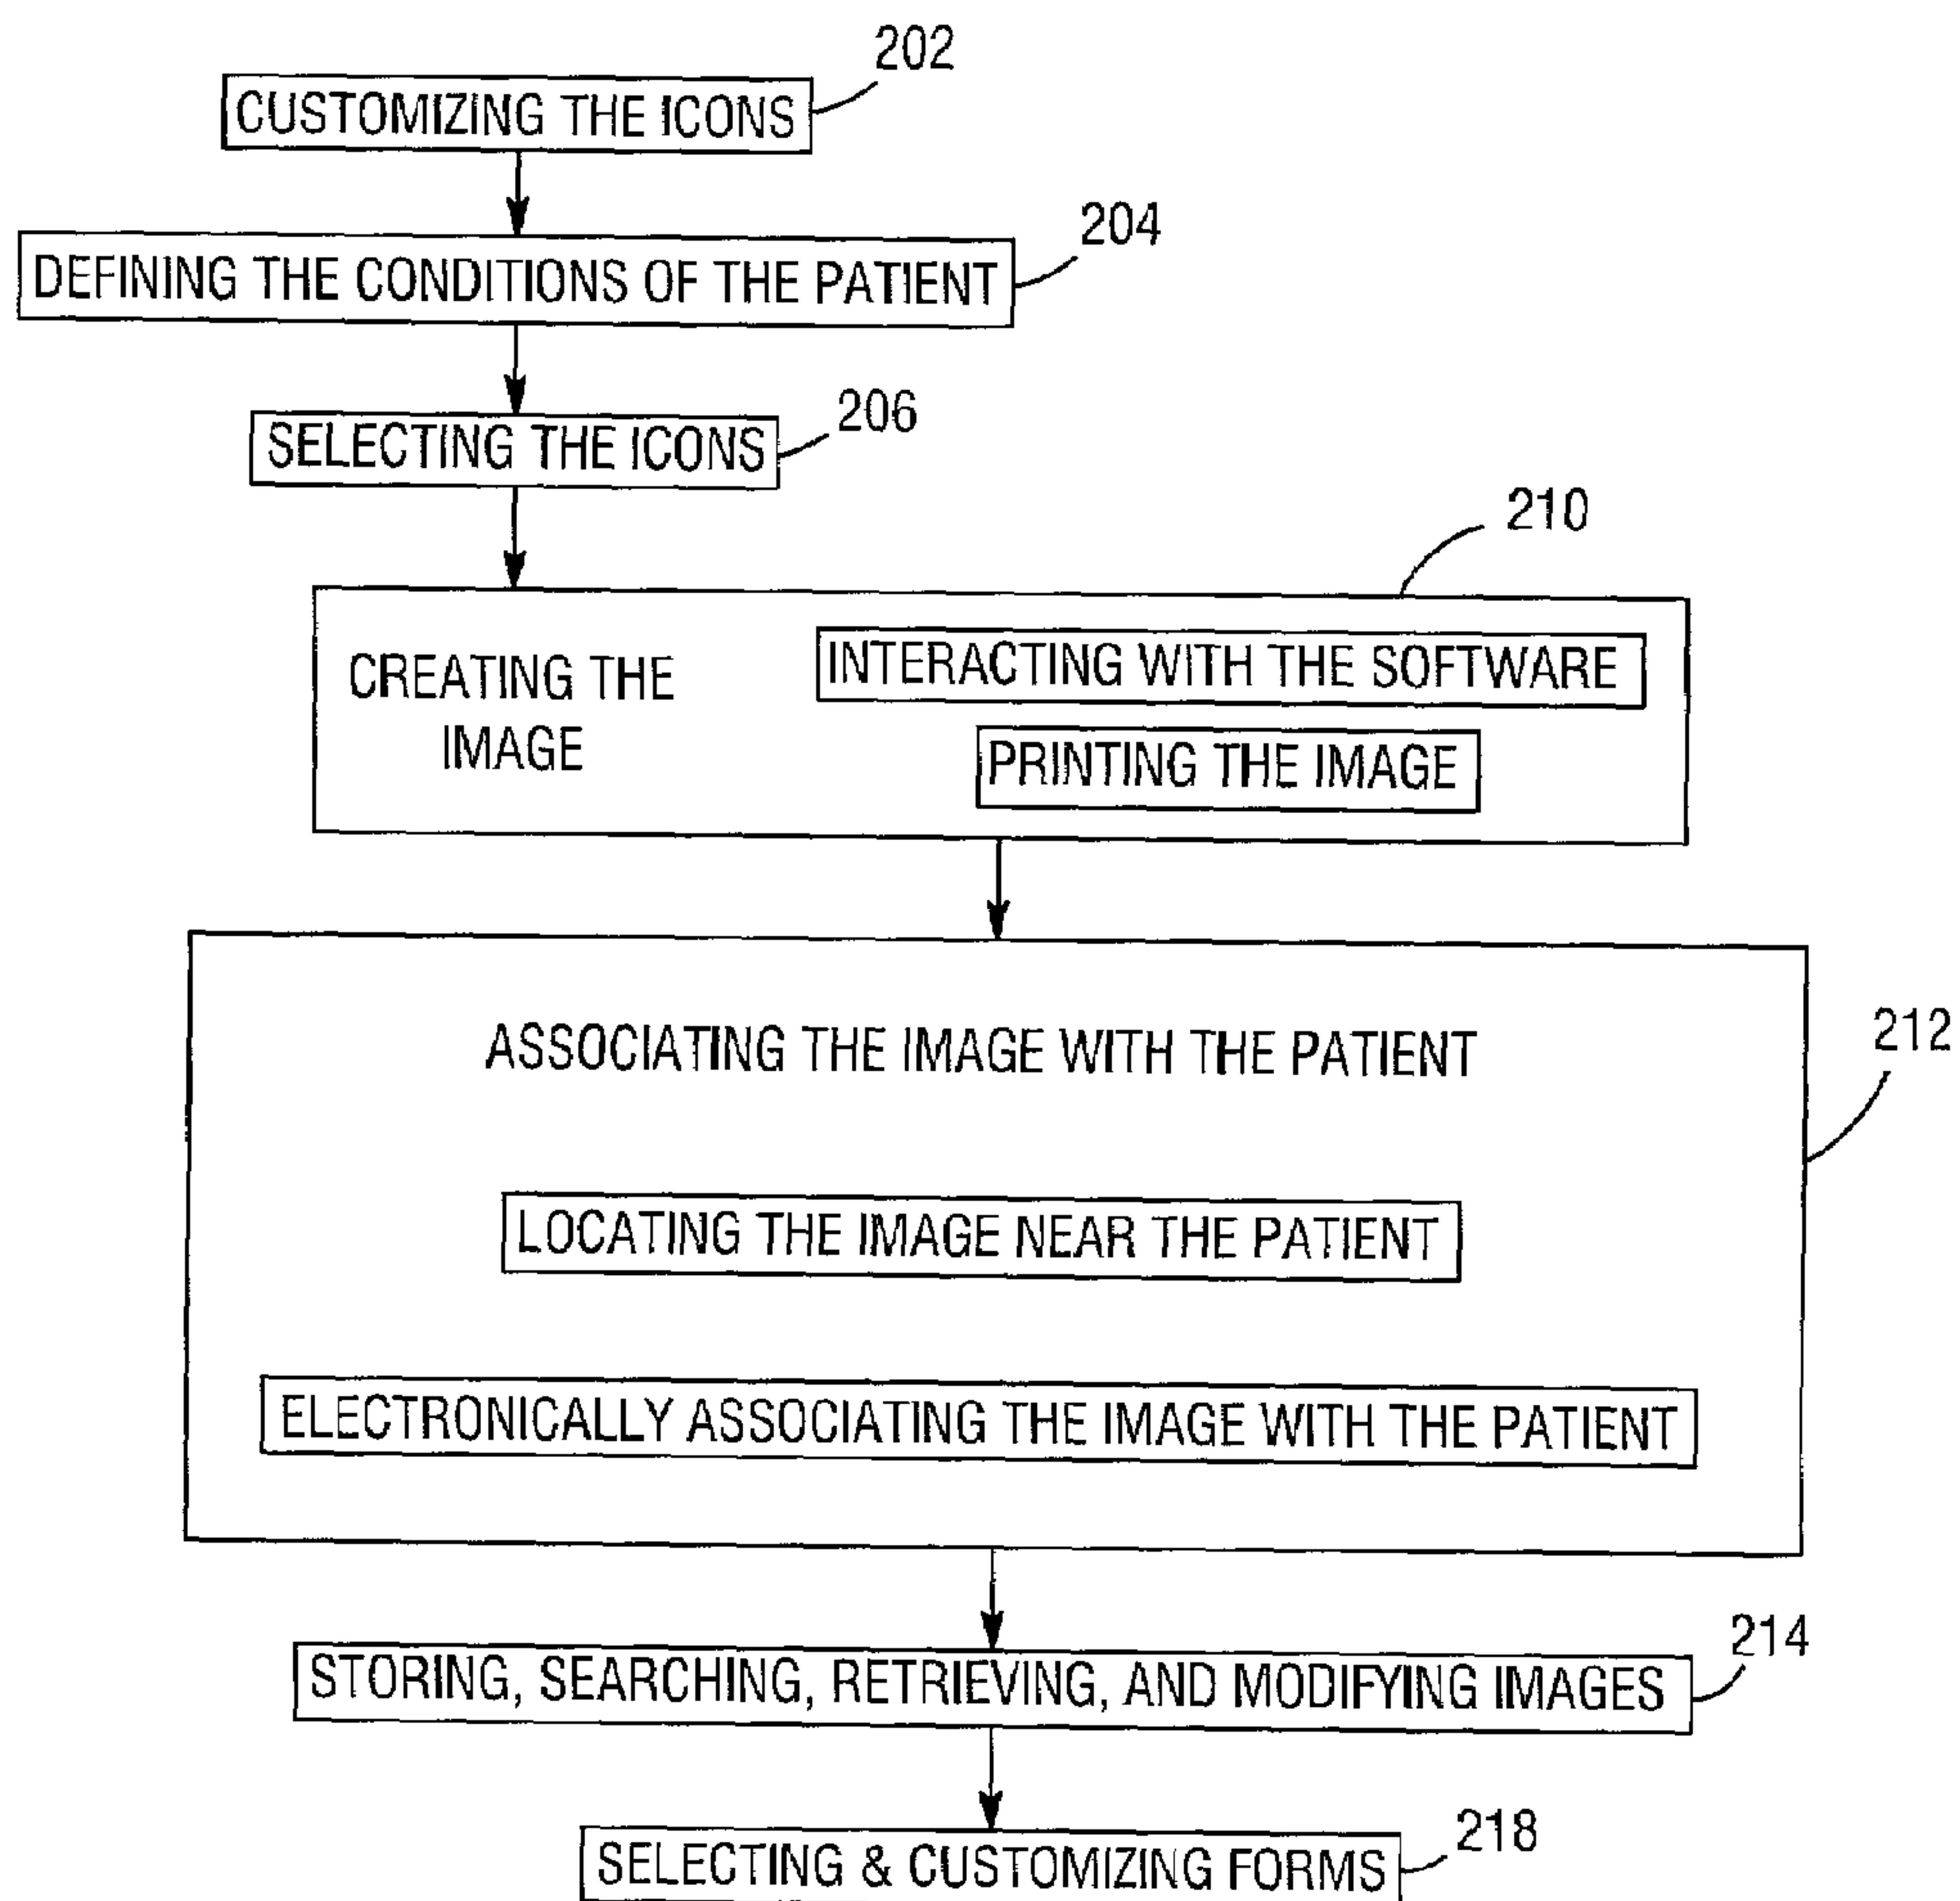 202
CUSTOMIZING THE ICONS
204
DEFINING THE CONDITIONS OF THE PATIENT
206
SELECTING THE ICONS
210
CREATING THE
IMAGE
INTERACTING WITH THE SOFTWARE
PRINTING THE IMAGE
212
ASSOCIATING THE IMAGE WITH THE PATIENT
LOCATING THE IMAGE NEAR THE PATIENT
ELECTRONICALLY ASSOCIATING THE IMAGE WITH THE PATIENT
214
STORING, SEARCHING, RETRIEVING, AND MODIFYING IMAGES
218
SELECTING & CUSTOMIZING FORMS